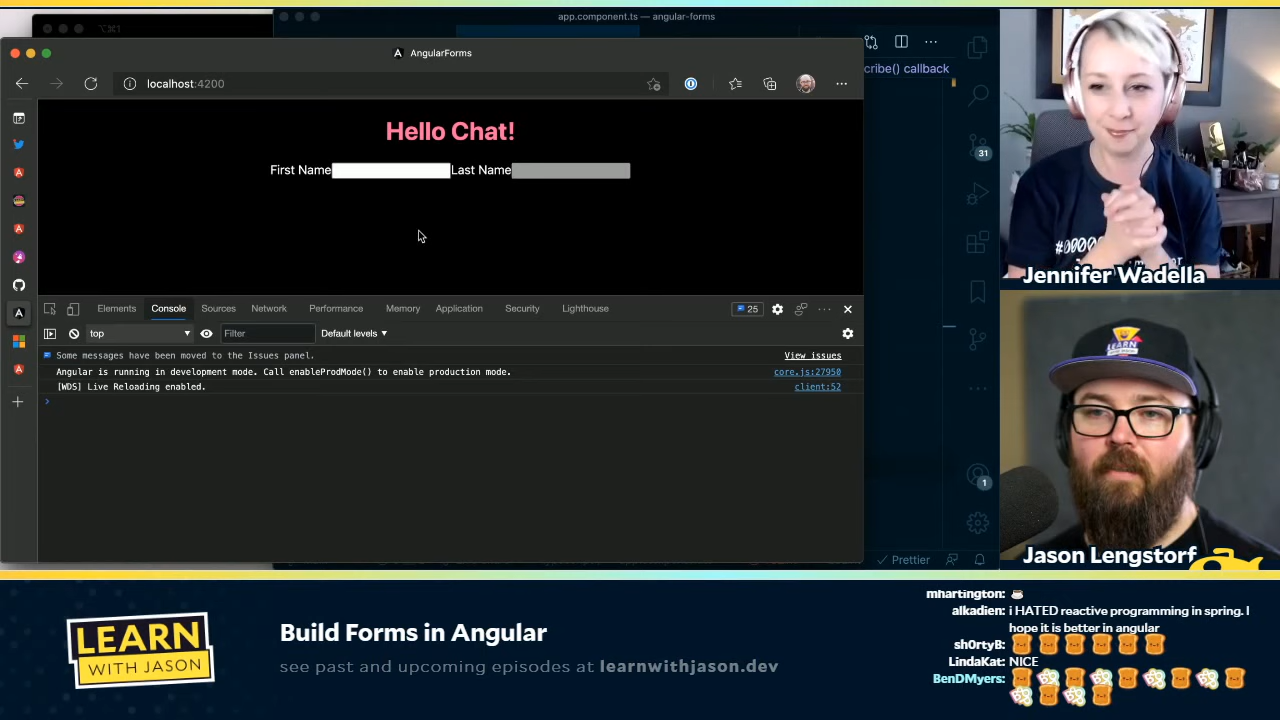 app.component.ts — angular-forms
⌥⌘1
AngularForms
localhost:4200
cribe() callback
31
Hello Chat!
First Name
Last Name
Elements Console Sources Network Performance Memory Application Security Lighthouse 25
top Filter Default levels
Some messages have been moved to the Issues panel. View issues
Angular is running in development mode. Call enableProdMode() to enable production mode. core.js:27950
[WDS] Live Reloading enabled. client:52
1
Prettier
Jennifer Wadella
LEARN
Jason Lengstorf
LEARN
WITH JASON
Build Forms in Angular
see past and upcoming episodes at learnwithjason.dev
mhartington:
alkadien: i HATED reactive programming in spring. I
hope it is better in angular
sh0rtyB:
LindaKat: NICE
BenDMyers: